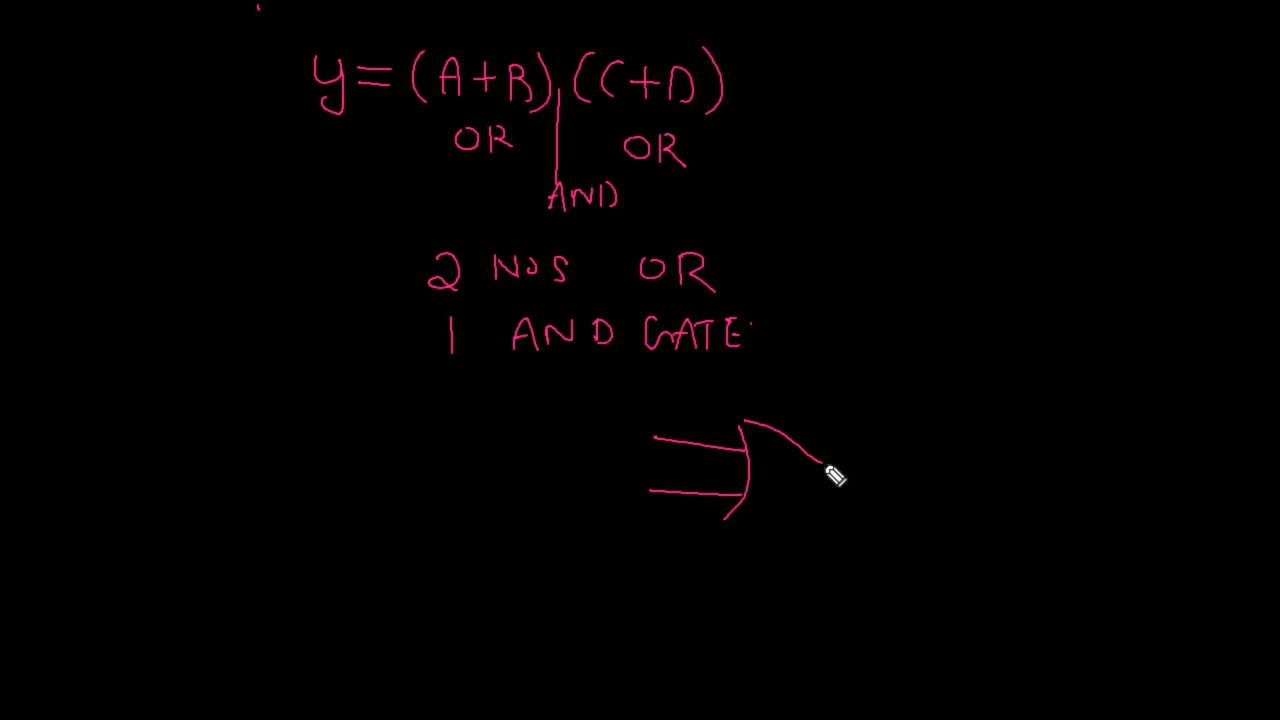 y=(A+B).(C+D)
OR OR
AND
2 NOS OR
1 AND GATE